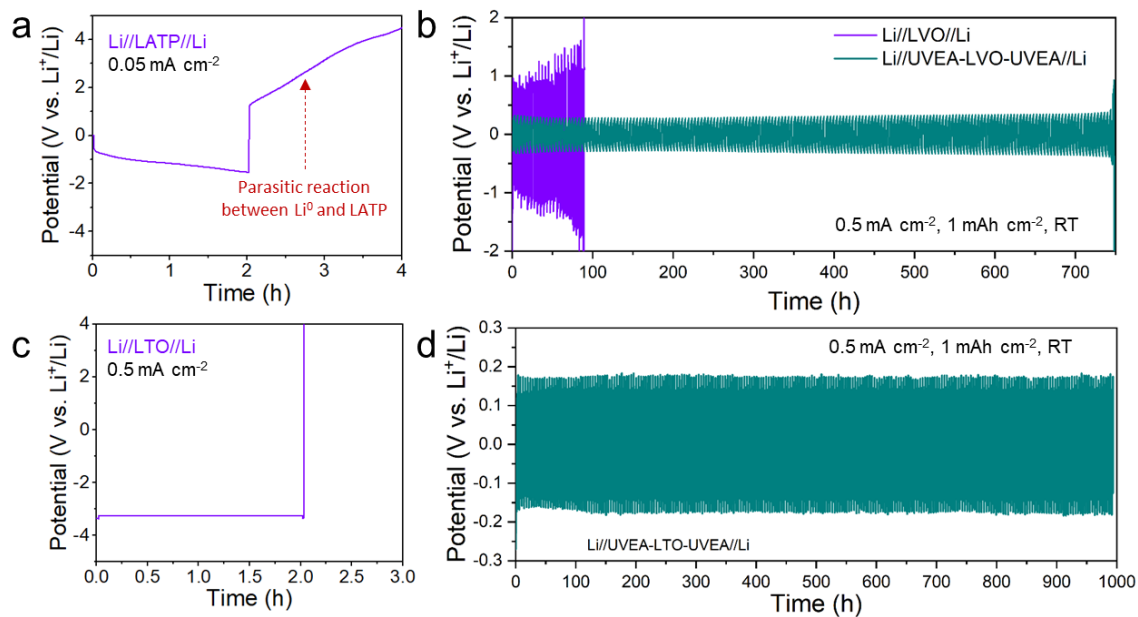 a
Li//LATP//Li
0.05 mA cm-2
Parasitic reaction
between Li0 and LATP
Potential (V vs. Li+/Li)
4
2
0
-2
-4
0 1 2 3 4
Time (h)
b
Li//LVO//Li
Li//UVEA-LVO-UVEA//Li
0.5 mA cm-2, 1 mAh cm-2, RT
Potential (V vs. Li+/Li)
2
1
0
-1
-2
0 100 200 300 400 500 600 700
Time (h)
c
Li//LTO//Li
0.5 mA cm-2
Potential (V vs. Li+/Li)
4
2
0
-2
-4
0.0 0.5 1.0 1.5 2.0 2.5 3.0
Time (h)
d
0.5 mA cm-2, 1 mAh cm-2, RT
Li//UVEA-LTO-UVEA//Li
Potential (V vs. Li+/Li)
0.3
0.2
0.1
0.0
-0.1
-0.2
-0.3
0 100 200 300 400 500 600 700 800 900 1000
Time (h)